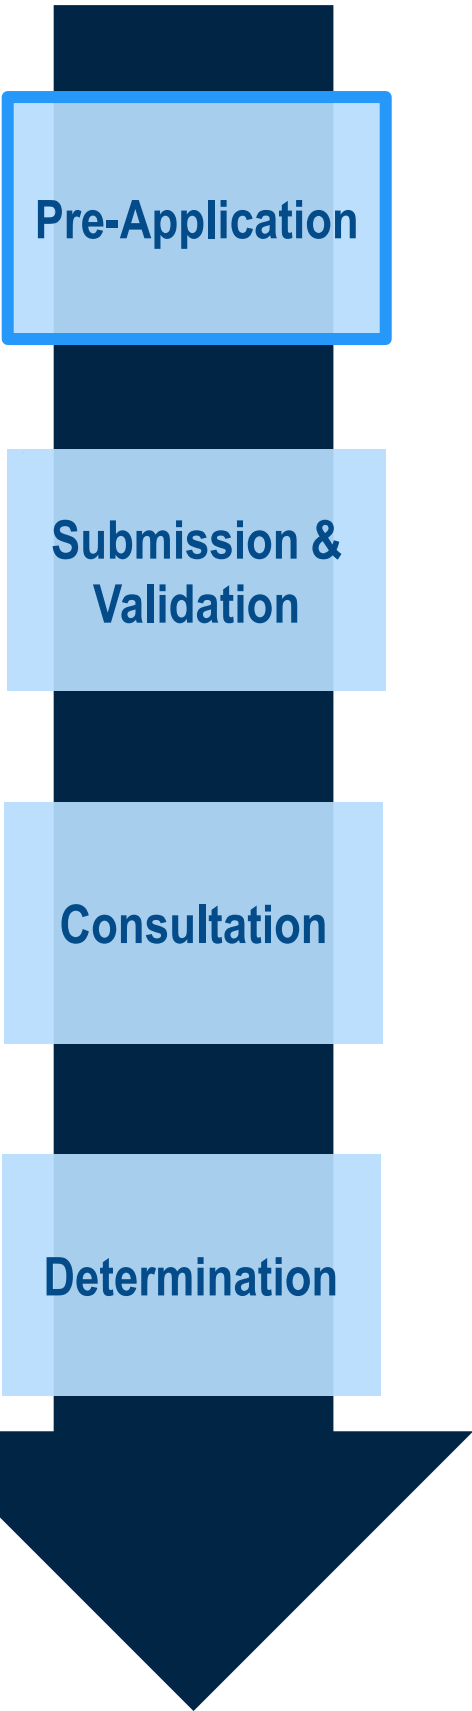 Pre-Application
Submission &
Validation
Consultation
Determination